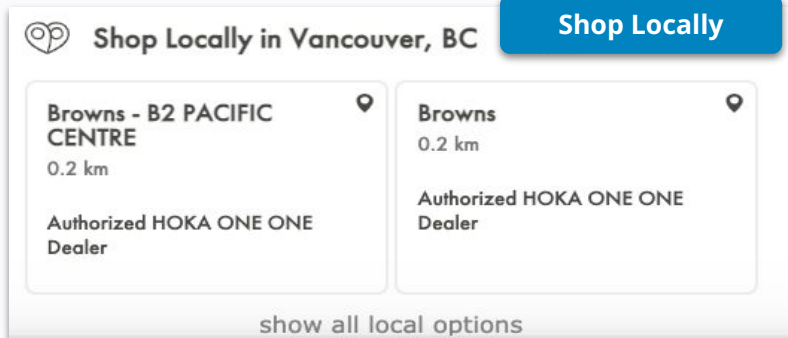 Shop Locally in Vancouver, BC
Shop Locally
Browns - B2 PACIFIC
CENTRE
0.2 km
Authorized HOKA ONE ONE
Dealer
Browns
0.2 km
Authorized HOKA ONE ONE
Dealer
show all local options